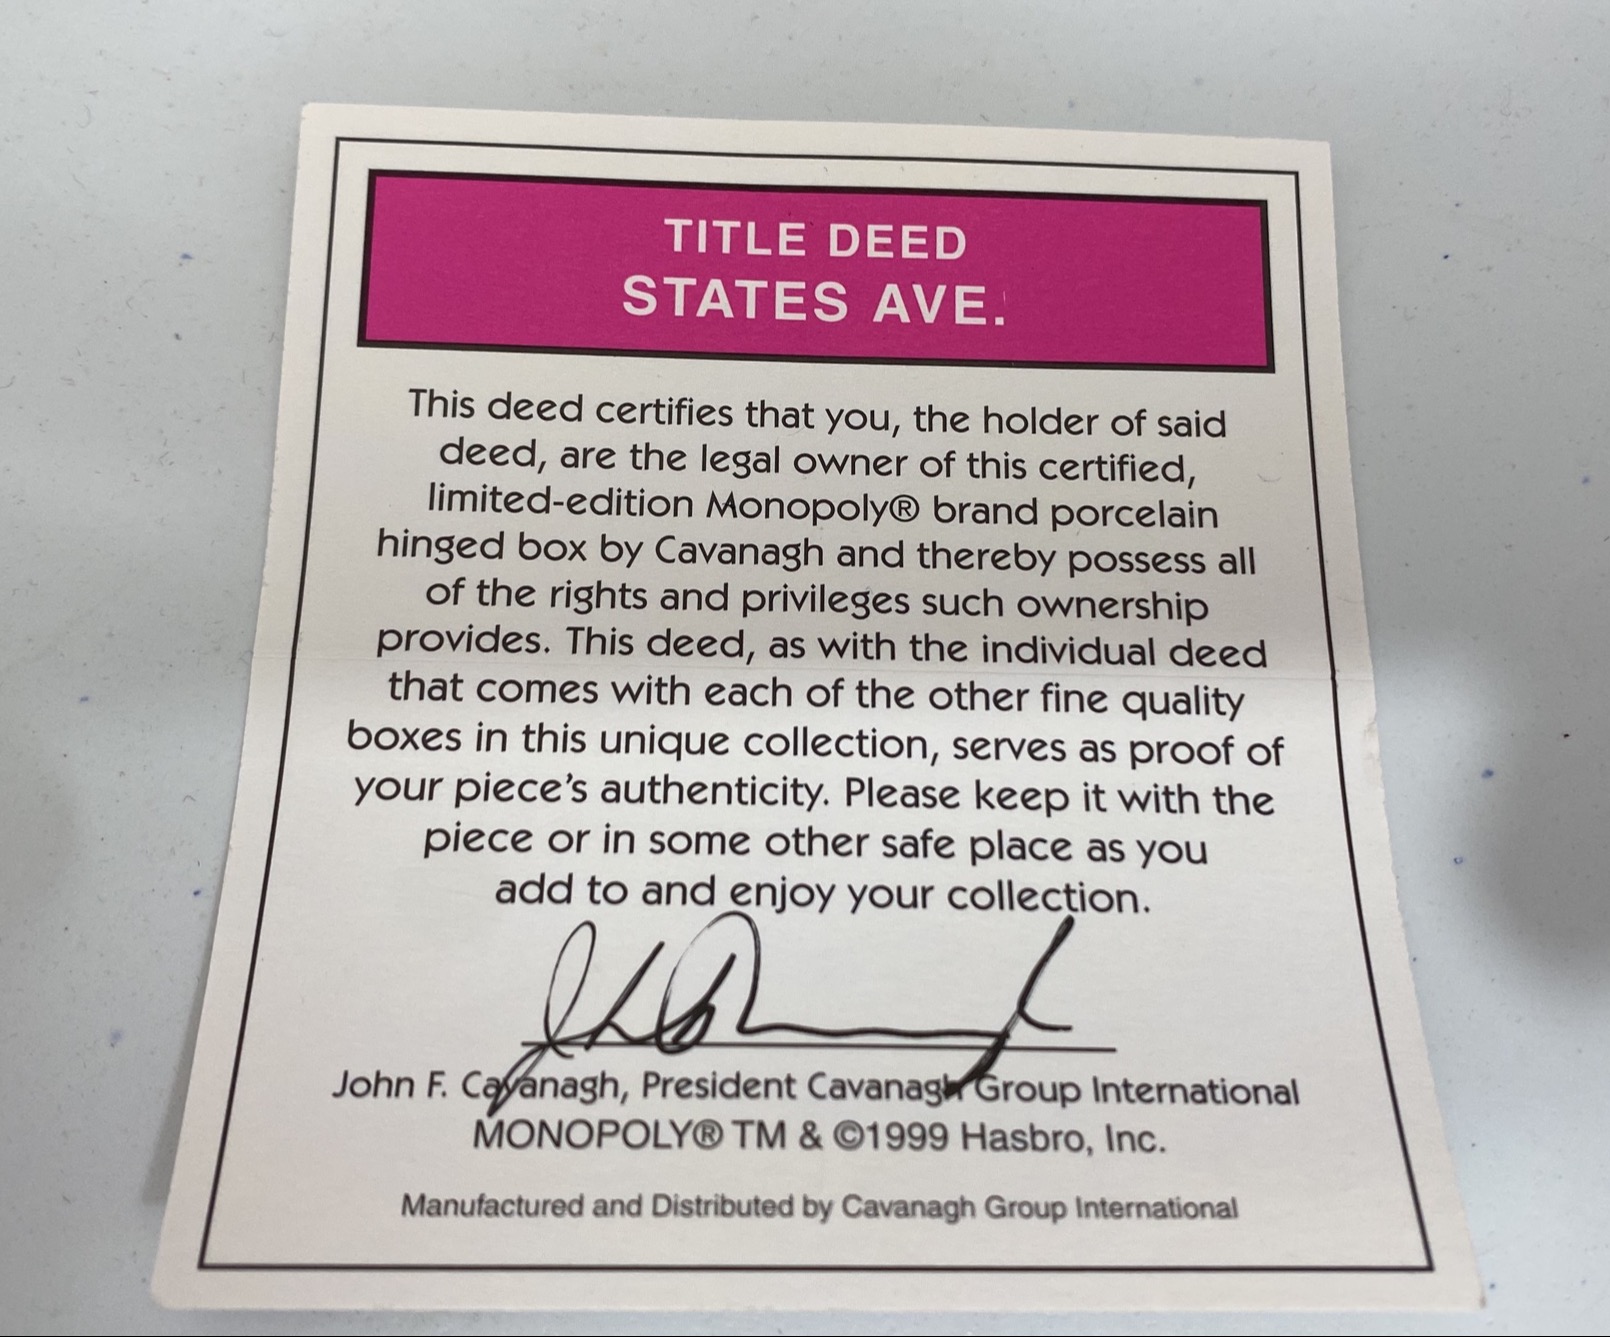 TITLE DEED
STATES AVE.
This deed certifies that you, the holder of said
deed, are the legal owner of this certified,
limited-edition Monopoly® brand porcelain
hinged box by Cavanagh and thereby possess all
of the rights and privileges such ownership
provides. This deed, as with the individual deed
that comes with each of the other fine quality
boxes in this unique collection, serves as proof of
your piece's authenticity. Please keep it with the
piece or in some other safe place as you
add to and enjoy your collection.
John F. Cavanagh, President Cavanagh Group International
MONOPOLY® TM & ©1999 Hasbro, Inc.
Manufactured and Distributed by Cavanagh Group International